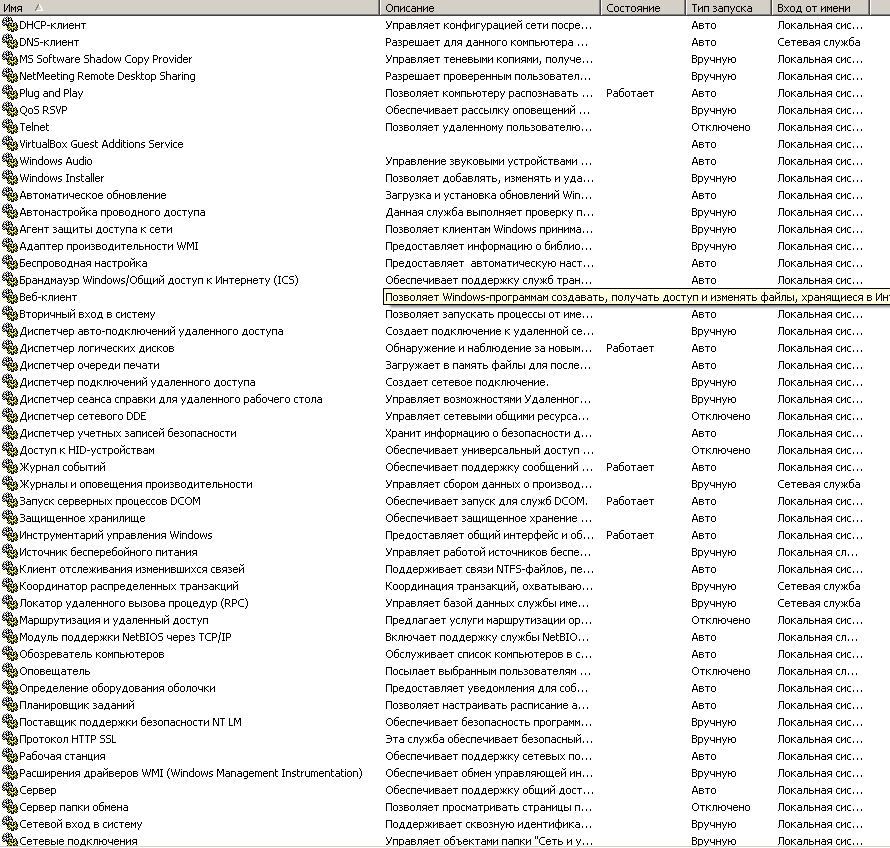 Имя Описание Состояние Тип запуска Вход от имени
DHCP-клиент Управляет конфигурацией сети посре... Авто Локальная сис...
DNS-клиент Разрешает для данного компьютера ... Авто Сетевая служба
MS Software Shadow Copy Provider Управляет теневыми копиями, получе... Вручную Локальная сис...
NetMeeting Remote Desktop Sharing Разрешает проверенным пользовател... Вручную Локальная сис...
Plug and Play Позволяет компьютеру распознавать ... Работает Авто Локальная сис...
QoS RSVP Обеспечивает рассылку оповещений ... Вручную Локальная сис...
Telnet Позволяет удаленному пользователю... Отключено Локальная сис...
VirtualBox Guest Additions Service Авто Локальная сис...
Windows Audio Управление звуковыми устройствами ... Авто Локальная сис...
Windows Installer Позволяет добавлять, изменять и уда... Вручную Локальная сис...
Автоматическое обновление Загрузка и установка обновлений Win... Авто Локальная сис...
Автонастройка проводного доступа Данная служба выполняет проверку п... Вручную Локальная сис...
Агент защиты доступа к сети Позволяет клиентам Windows принима... Вручную Локальная сис...
Адаптер производительности WMI Предоставляет информацию о библио... Вручную Локальная сис...
Беспроводная настройка Предоставляет автоматическую наст... Авто Локальная сис...
Брандмауэр Windows/Общий доступ к Интернету (ICS) Обеспечивает поддержку служб тран... Авто Локальная сис...
Веб-клиент Позволяет Windows-программам создавать, получать доступ и изменять файлы, хранящиеся в Ин
Вторичный вход в систему Позволяет запускать процессы от име... Авто Локальная сис...
Диспетчер авто-подключений удаленного доступа Создает подключение к удаленной се... Вручную Локальная сис...
Диспетчер логических дисков Обнаружение и наблюдение за новым... Работает Авто Локальная сис...
Диспетчер очереди печати Загружает в память файлы для после... Авто Локальная сис...
Диспетчер подключений удаленного доступа Создает сетевое подключение. Вручную Локальная сис...
Диспетчер сеанса справки для удаленного рабочего стола Управляет возможностями Удаленног... Вручную Локальная сис...
Диспетчер сетевого DDE Управляет сетевыми общими ресурса... Отключено Локальная сис...
Диспетчер учетных записей безопасности Хранит информацию о безопасности д... Авто Локальная сис...
Доступ к HID-устройствам Обеспечивает универсальный доступ ... Отключено Локальная сис...
Журнал событий Обеспечивает поддержку сообщений ... Работает Авто Локальная сис...
Журналы и оповещения производительности Управляет сбором данных о производ... Вручную Сетевая служба
Запуск серверных процессов DCOM Обеспечивает запуск для служб DCOM. Работает Авто Локальная сис...
Защищенное хранилище Обеспечивает защищенное хранение ... Авто Локальная сис...
Инструментарий управления Windows Предоставляет общий интерфейс и об... Работает Авто Локальная сис...
Источник бесперебойного питания Управляет работой источников беспе... Вручную Локальная сл...
Клиент отслеживания изменившихся связей Поддерживает связи NTFS-файлов, пе... Авто Локальная сис...
Координатор распределенных транзакций Координация транзакций, охватываю... Вручную Сетевая служба
Локатор удаленного вызова процедур (RPC) Управляет базой данных службы име... Вручную Сетевая служба
Маршрутизация и удаленный доступ Предлагает услуги маршрутизации ор... Отключено Локальная сис...
Модуль поддержки NetBIOS через TCP/IP Включает поддержку службы NetBIO... Авто Локальная сл...
Обозреватель компьютеров Обслуживает список компьютеров в с... Авто Локальная сис...
Оповещатель Посылает выбранным пользователям ... Отключено Локальная сл...
Определение оборудования оболочки Предоставляет уведомления для соб... Авто Локальная сис...
Планировщик заданий Позволяет настраивать расписание а... Авто Локальная сис...
Поставщик поддержки безопасности NT LM Обеспечивает безопасность программ... Вручную Локальная сис...
Протокол HTTP SSL Эта служба обеспечивает безопасный... Вручную Локальная сис...
Рабочая станция Обеспечивает поддержку сетевых по... Авто Локальная сис...
Расширения драйверов WMI (Windows Management Instrumentation) Обеспечивает обмен управляющей ин... Вручную Локальная сис...
Сервер Обеспечивает поддержку общий дост... Авто Локальная сис...
Сервер папки обмена Позволяет просматривать страницы п... Отключено Локальная сис...
Сетевой вход в систему Поддерживает сквозную идентифика... Вручную Локальная сис...
Сетевые подключения Управляет объектами папки "Сеть и у... Вручную Локальная сис...